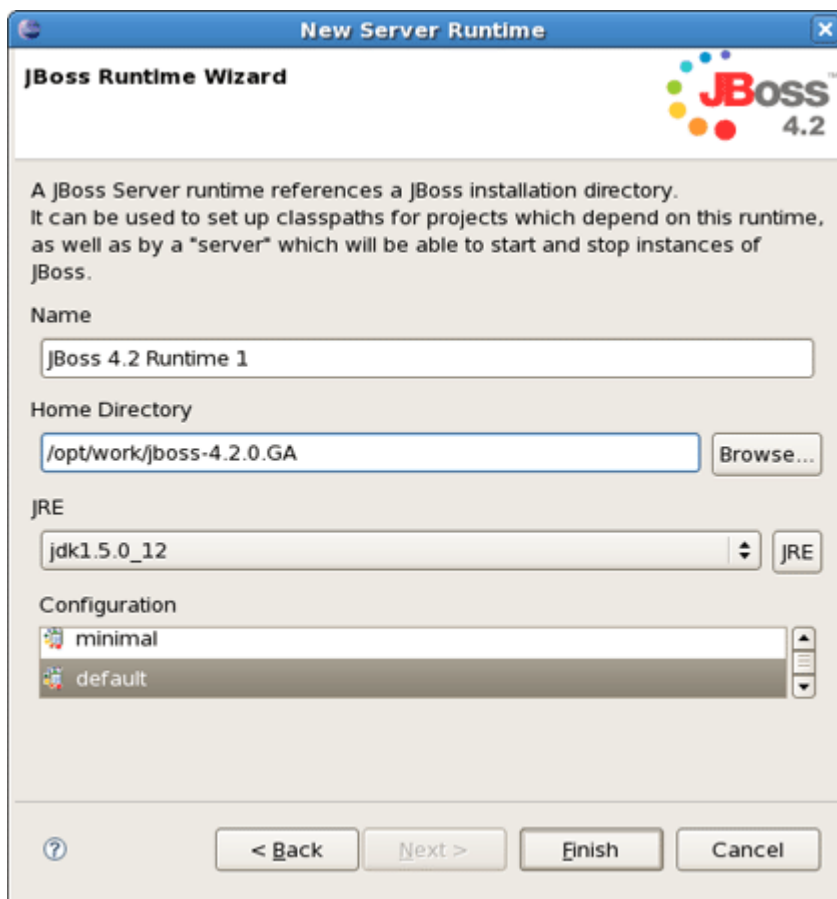 New Server Runtime
JBoss Runtime Wizard
JBoss™
4.2
A JBoss Server runtime references a JBoss installation directory.
It can be used to set up classpaths for projects which depend on this runtime,
as well as by a "server" which will be able to start and stop instances of
JBoss.
Name
JBoss 4.2 Runtime 1
Home Directory
/opt/work/jboss-4.2.0.GA
Browse...
JRE
jdk1.5.0_12
JRE
Configuration
minimal
default
?
< Back
Next >
Finish
Cancel